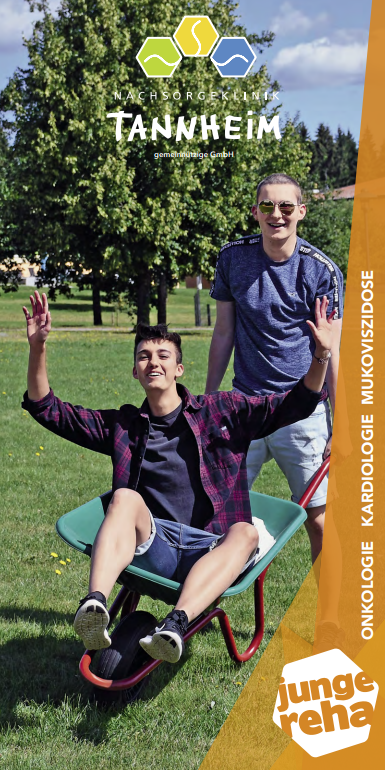 NACHSORGEKLINIK
TANNHEIM
gemeinnützige GmbH
ONKOLOGIE KARDIOLOGIE MUKOVISZIDOSE
junge
reha